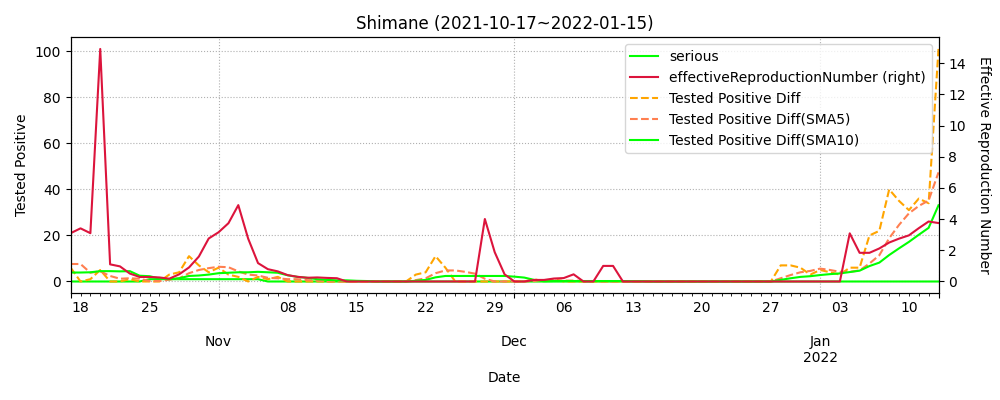 Shimane (2021-10-17~2022-01-15)
serious
effectiveReproductionNumber (right)
Tested Positive Diff
Tested Positive Diff(SMA5)
Tested Positive Diff(SMA10)
Tested Positive
100
80
60
40
20
0
Effective Reproduction Number
14
12
10
8
6
4
2
0
18 25 08 15 22 29 06 13 20 27 03 10
Nov Dec Jan
2022
Date